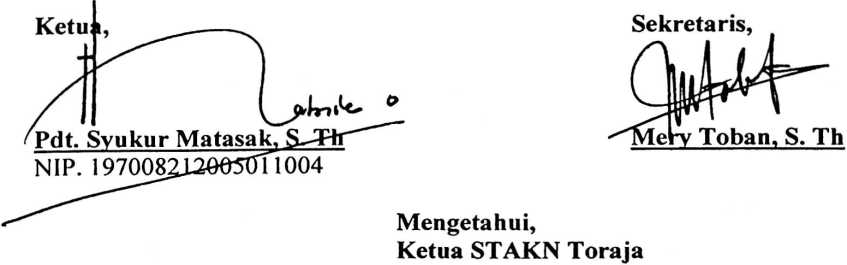 Ketua,
Sekretaris,
Pdt. Syukur Matasak, S. Th
Mery Toban, S. Th
NIP. 197008212005011004
Mengetahui,
Ketua STAKN Toraja